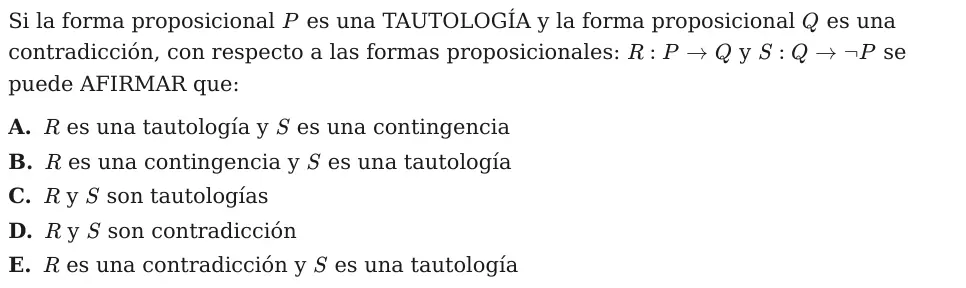 Si la forma proposicional P es una TAUTOLOGÍA y la forma proposicional Q es una
contradicción, con respecto a las formas proposicionales: R : P → Q y S : Q → ¬P se
puede AFIRMAR que:
A. R es una tautología y S es una contingencia
B. R es una contingencia y S es una tautología
C. R y S son tautologías
D. R y S son contradicción
E. R es una contradicción y S es una tautología